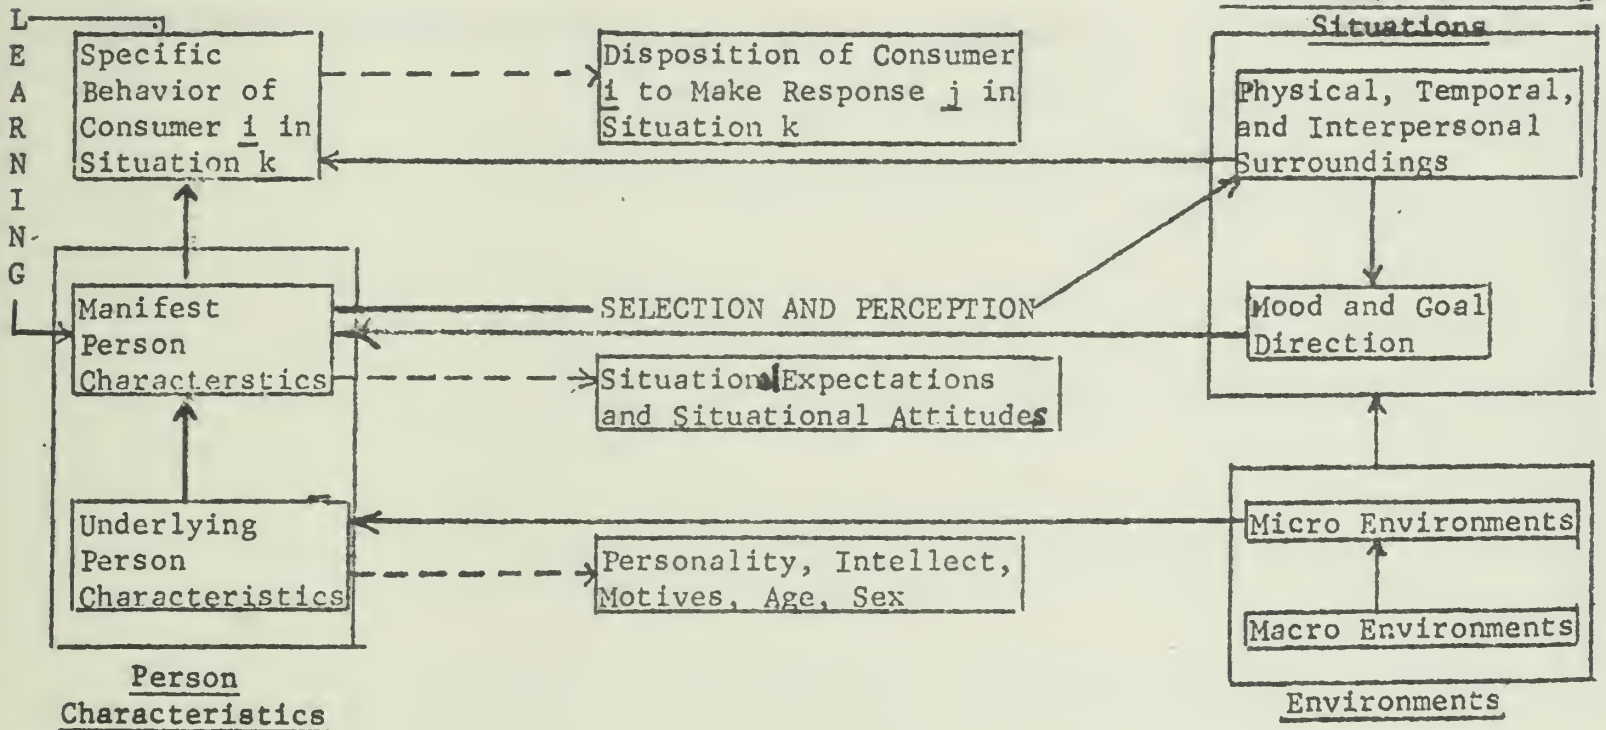 LEARNING
Specific
Behavior of
Consumer i in
Situation k
Disposition of Consumer
i to Make Response j in
Situation k
Situations
Physical, Temporal,
and Interpersonal
Surroundings
Manifest
Person
Characterstics
SELECTION AND PERCEPTION
Mood and Goal
Direction
Situational Expectations
and Situational Attitudes
Underlying
Person
Characteristics
Personality, Intellect,
Motives, Age, Sex
Micro Environments
Macro Environments
Person
Characteristics
Environments